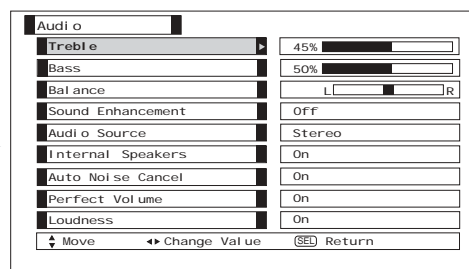 Audio
Treble 45%
Bass 50%
Balance L R
Sound Enhancement Off
Audio Source Stereo
Internal Speakers On
Auto Noise Cancel On
Perfect Volume On
Loudness On
Move Change Value SEL Return